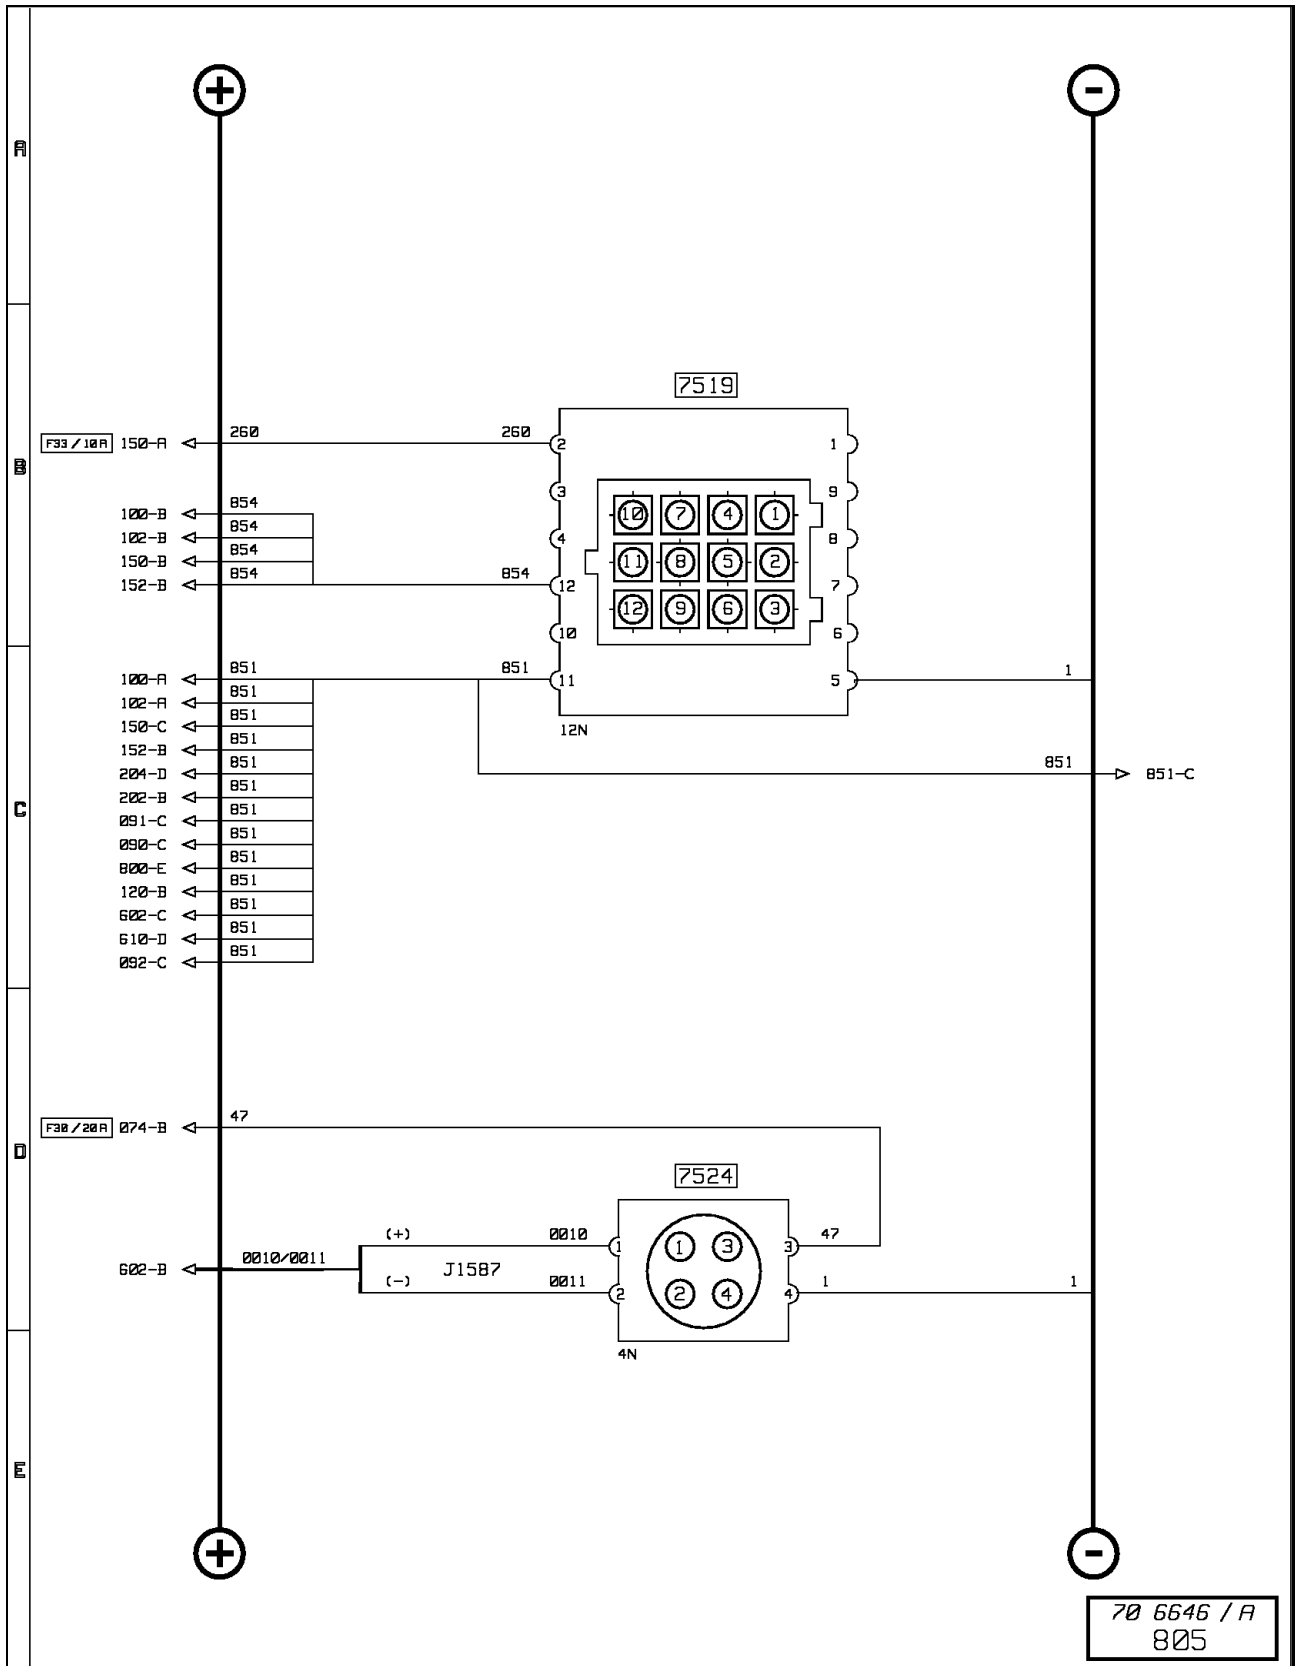 + -
A
7519
F33/10A 150-A 260 260 2 1
B
3 9
100-B 854
10 7 4 1
102-B 854
4 8
150-B 854
11 8 5 2
152-B 854 854 12 7
12 9 6 3
10 6
100-A 851 851 11 5 1
102-A 851
150-C 851
12N
152-B 851
204-D 851 851 851-C
202-B 851
C
091-C 851
090-C 851
800-E 851
120-B 851
602-C 851
610-D 851
092-C 851
F30/20A 074-B 47
D
7524
(+) 0010 1 1 3 3 47
602-B 0010/0011 J1587
(-) 0011 2 2 4 4 1 1
4N
E
+ -
70 6646 / A
805